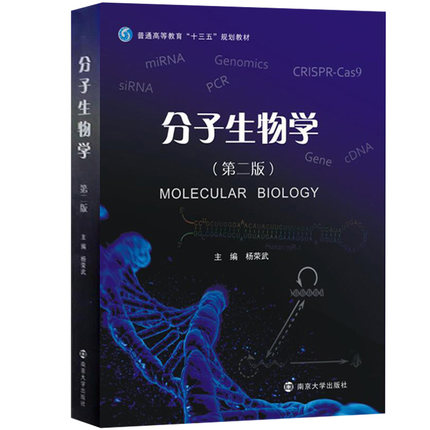 普通高等教育“十三五”规划教材
miRNA
Genomics
CRISPR-Cas9
siRNA
PCR
分子生物学
Gene
cDNA
（第二版）
MOLECULAR BIOLOGY
主 编 杨荣武
南京大学出版社
分子生物学
第二版
主编
杨荣武
南京大学出版社